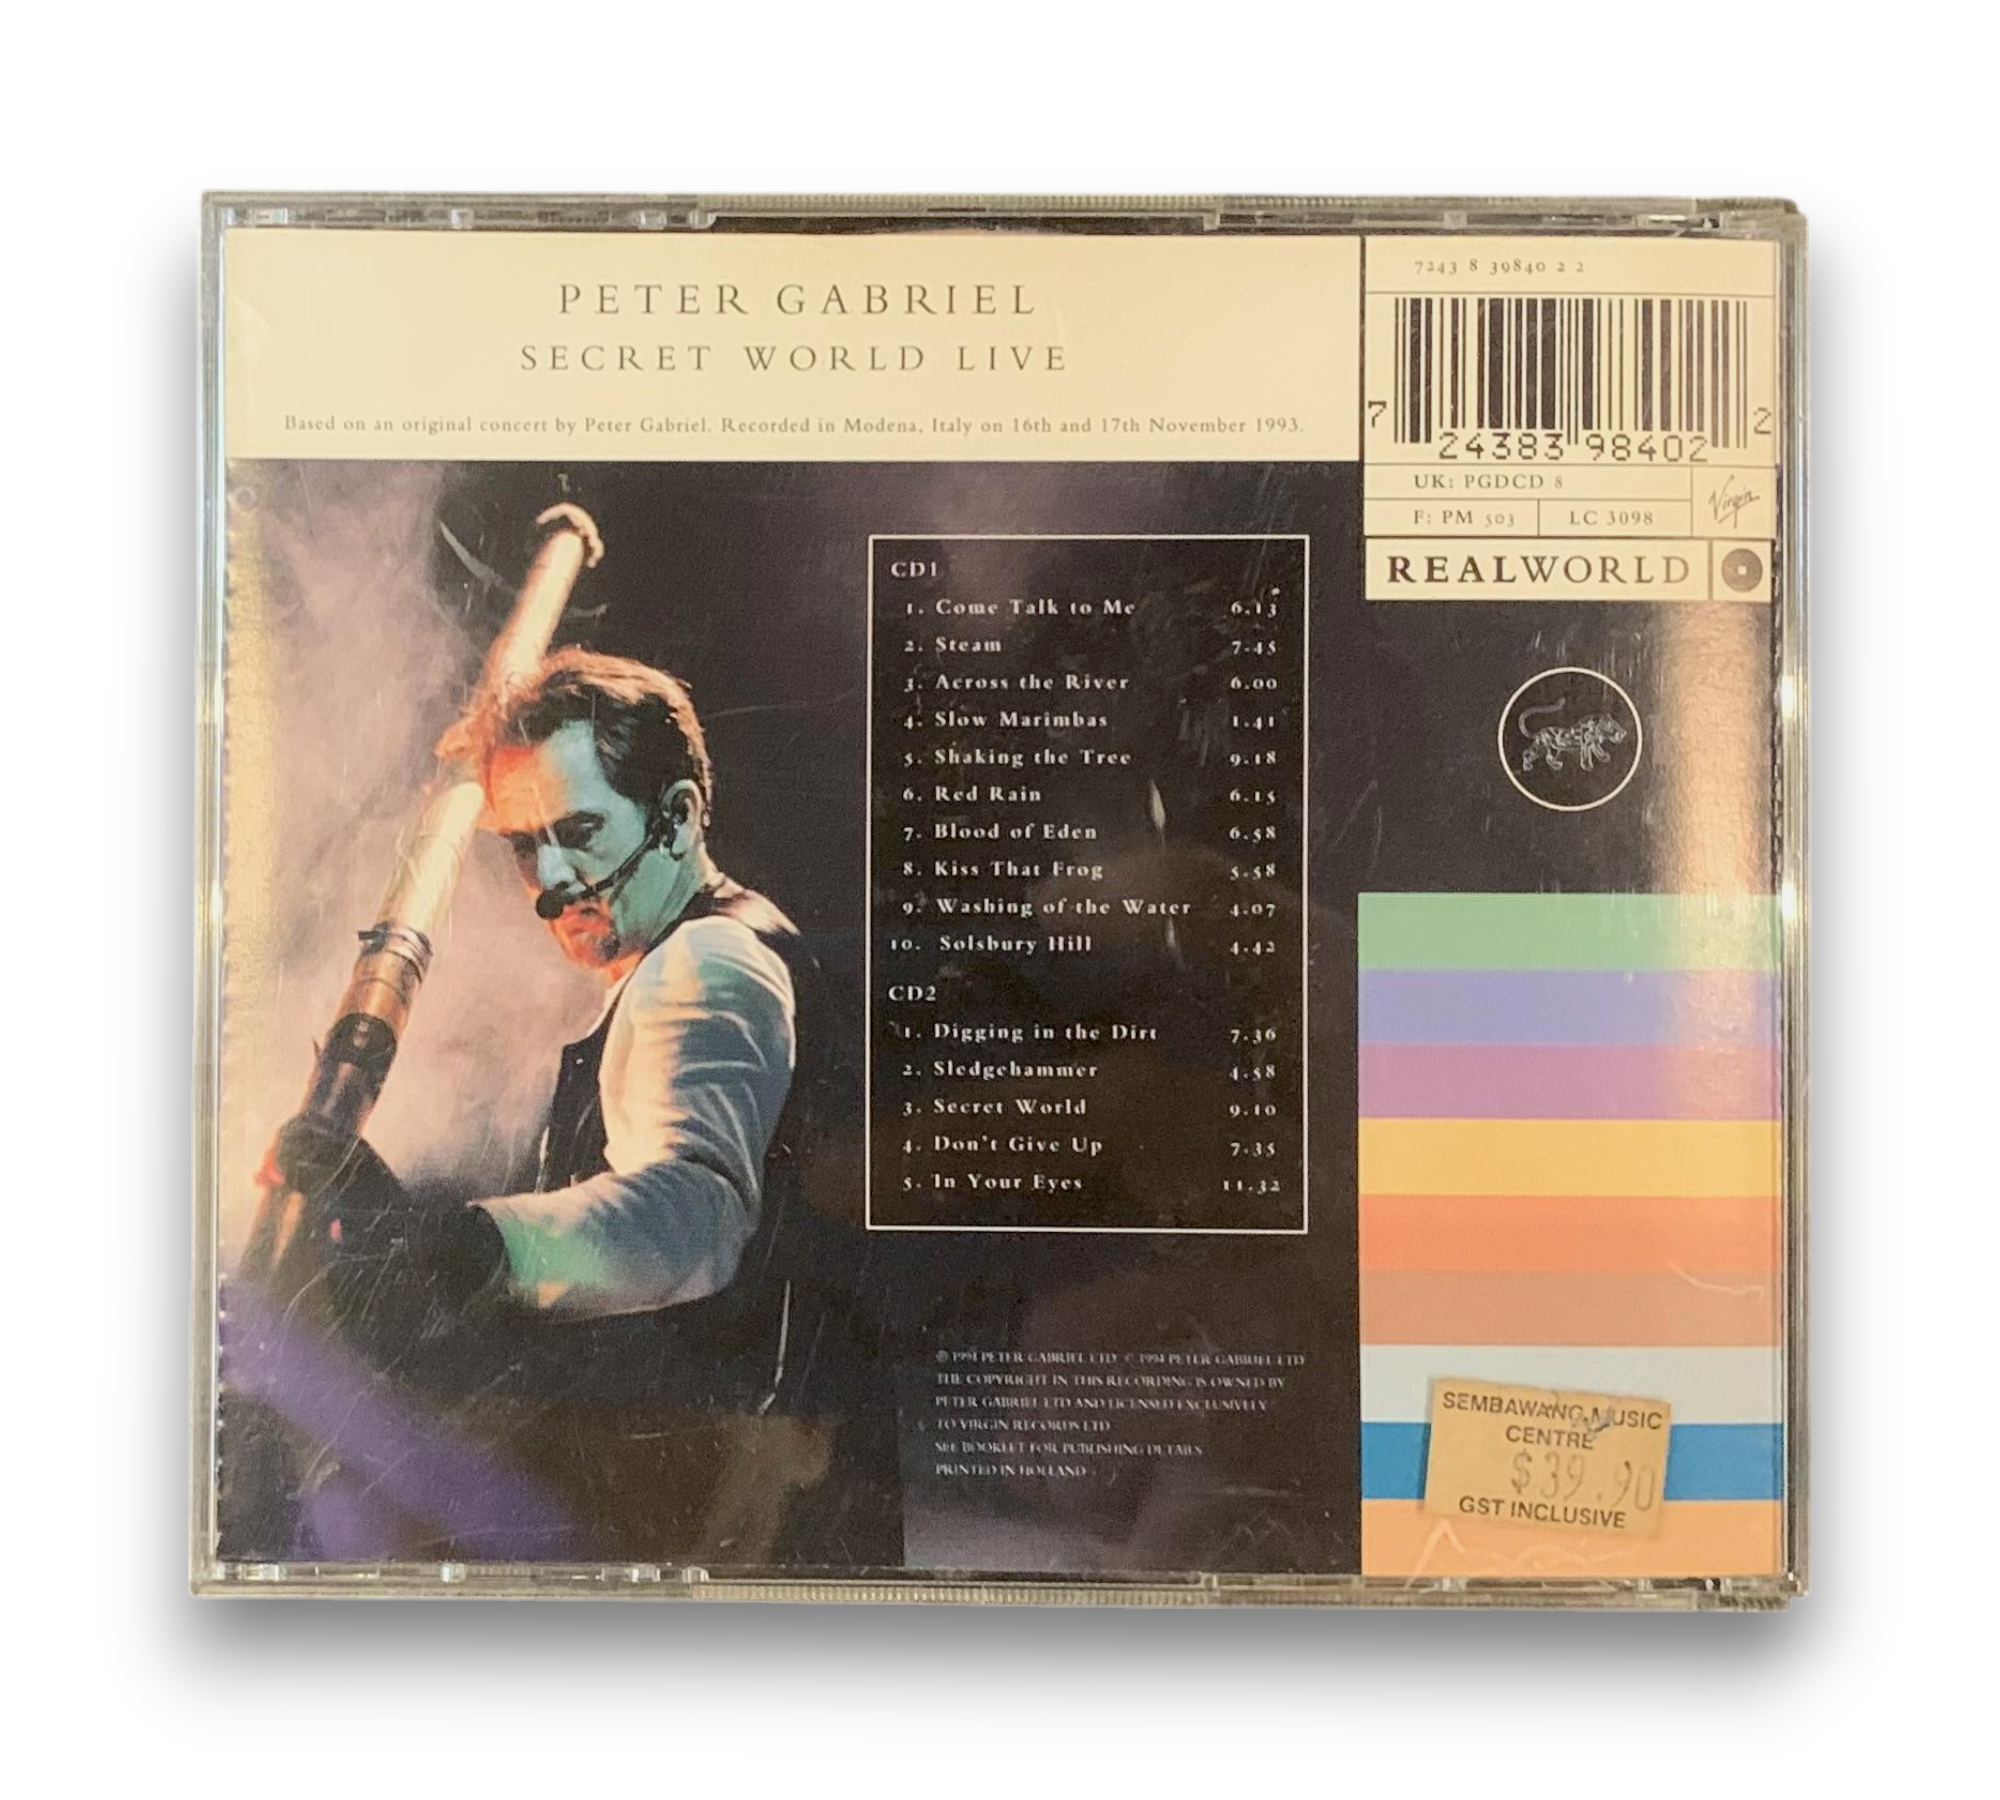 PETER GABRIEL
SECRET WORLD LIVE
Based on an original concert by Peter Gabriel. Recorded in Modena, Italy on 16th and 17th November 1993.
7243 8 39840 2 2
7 24383 98402 2
UK: PGDCD 8
F: PM 503 LC 3098
Virgin
REALWORLD
CD1
1. Come Talk to Me 6.13
2. Steam 7.45
3. Across the River 6.00
4. Slow Marimbas 1.41
5. Shaking the Tree 9.18
6. Red Rain 6.15
7. Blood of Eden 6.58
8. Kiss That Frog 5.58
9. Washing of the Water 4.07
10. Solsbury Hill 4.42
CD2
1. Digging in the Dirt 7.36
2. Sledgehammer 4.58
3. Secret World 9.10
4. Don't Give Up 7.35
5. In Your Eyes 11.32
℗ 1994 PETER GABRIEL LTD © 1994 PETER GABRIEL LTD
THE COPYRIGHT IN THIS RECORDING IS OWNED BY
PETER GABRIEL LTD AND LICENSED EXCLUSIVELY
TO VIRGIN RECORDS LTD
SEE BOOKLET FOR PUBLISHING DETAILS
PRINTED IN HOLLAND
SEMBAWANG MUSIC
CENTRE
$39.90
GST INCLUSIVE